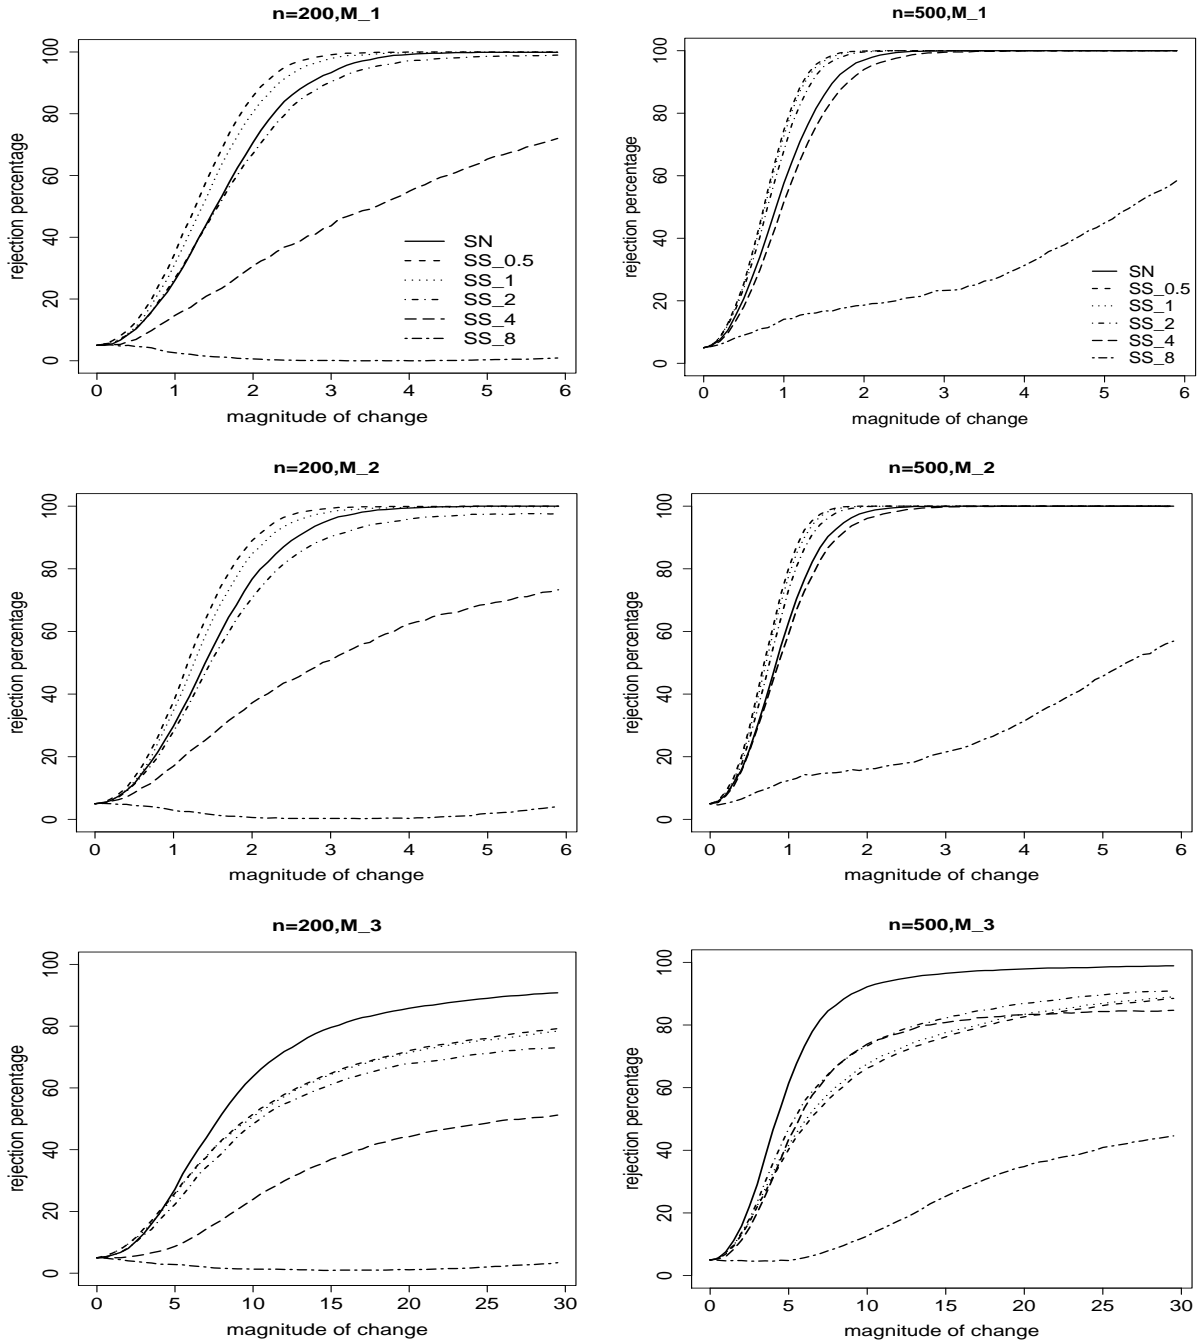 n=200,M_1
rejection percentage
0 20 40 60 80 100
SN
SS_0.5
SS_1
SS_2
SS_4
SS_8
0 1 2 3 4 5 6
magnitude of change
n=500,M_1
rejection percentage
0 20 40 60 80 100
SN
SS_0.5
SS_1
SS_2
SS_4
SS_8
0 1 2 3 4 5 6
magnitude of change
n=200,M_2
rejection percentage
0 20 40 60 80 100
0 1 2 3 4 5 6
magnitude of change
n=500,M_2
rejection percentage
0 20 40 60 80 100
0 1 2 3 4 5 6
magnitude of change
n=200,M_3
rejection percentage
0 20 40 60 80 100
0 5 10 15 20 25 30
magnitude of change
n=500,M_3
rejection percentage
0 20 40 60 80 100
0 5 10 15 20 25 30
magnitude of change